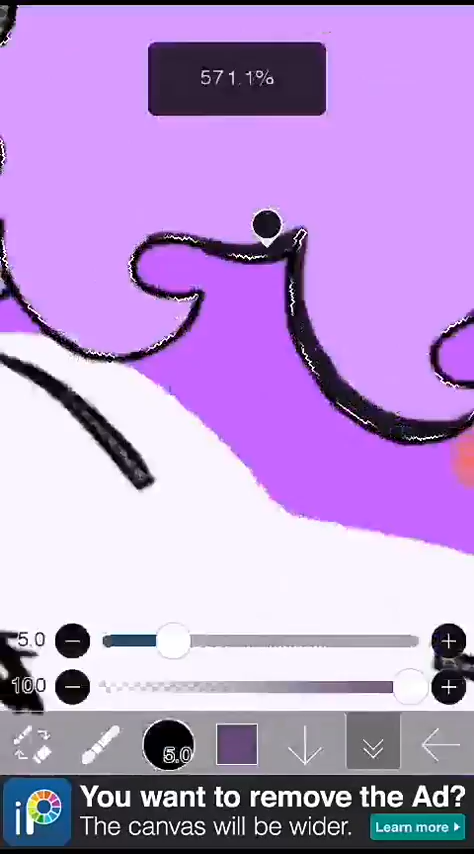 571.1%
5.0
100
5.0
You want to remove the Ad?
The canvas will be wider.
Learn more
iP